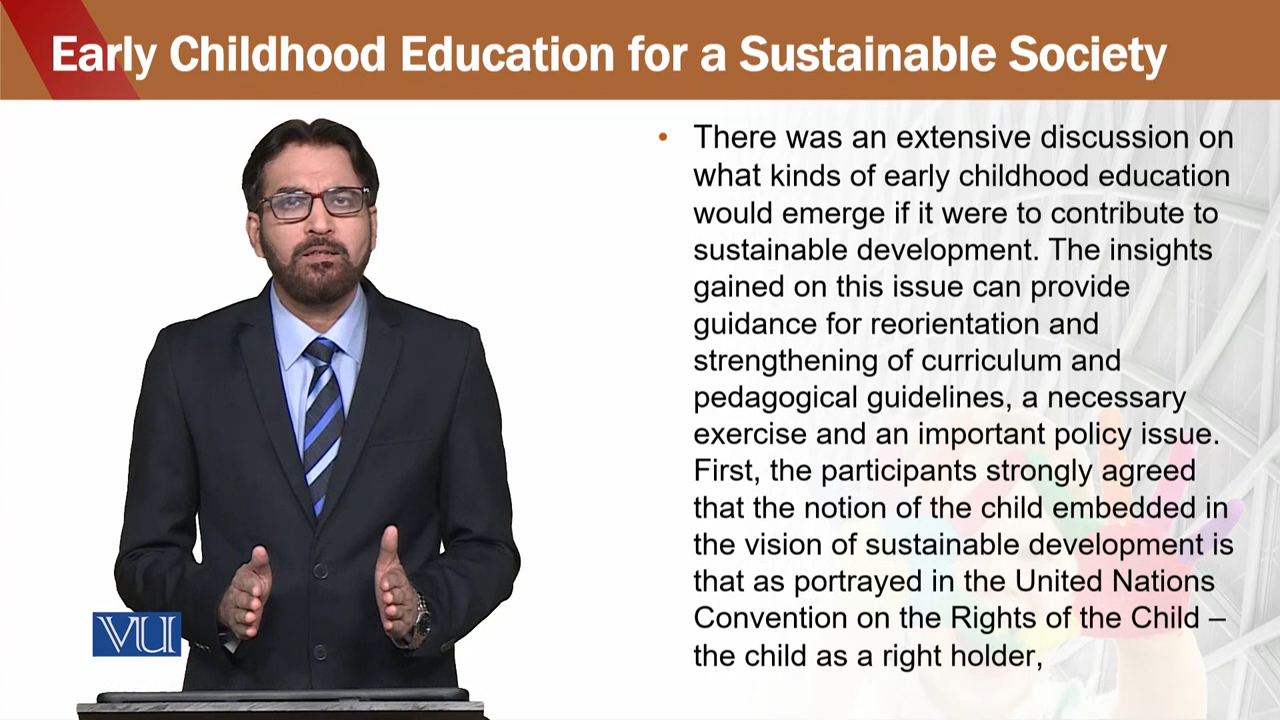 Early Childhood Education for a Sustainable Society
• There was an extensive discussion on
what kinds of early childhood education
would emerge if it were to contribute to
sustainable development. The insights
gained on this issue can provide
guidance for reorientation and
strengthening of curriculum and
pedagogical guidelines, a necessary
exercise and an important policy issue.
First, the participants strongly agreed
that the notion of the child embedded in
the vision of sustainable development is
that as portrayed in the United Nations
Convention on the Rights of the Child –
the child as a right holder,
VU